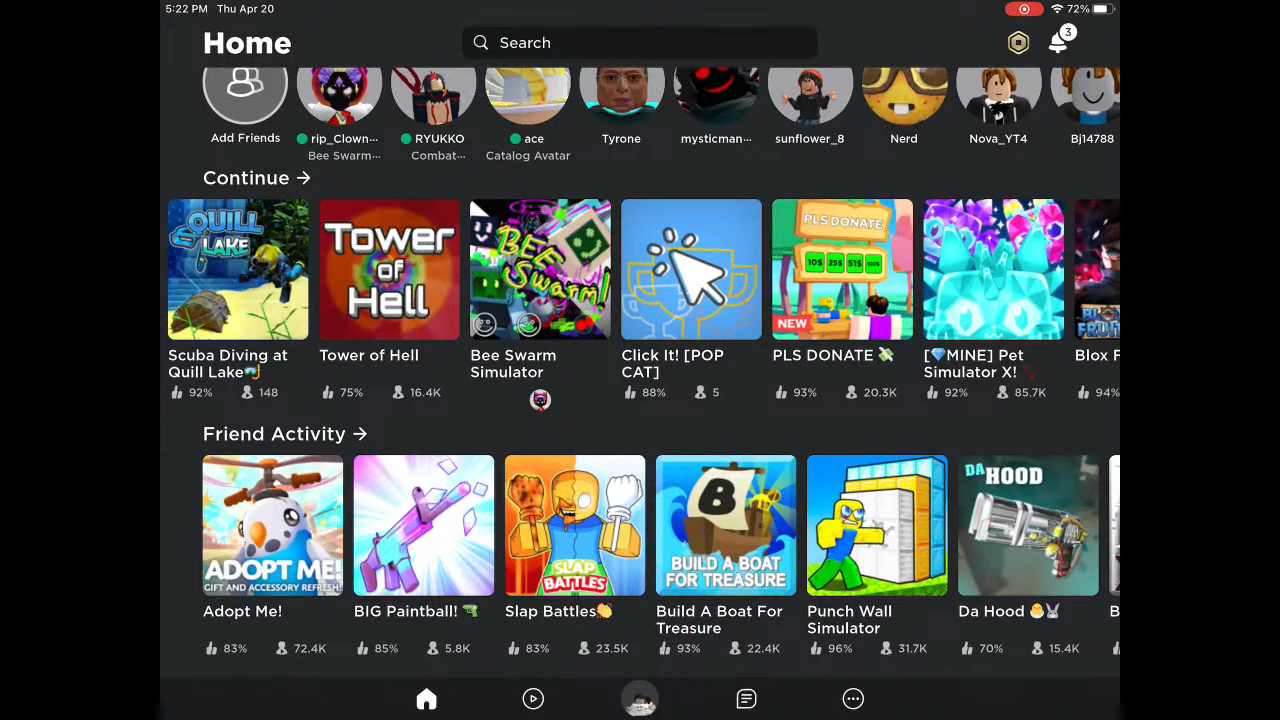 5:22 PM Thu Apr 20
72%
Home
Search
3
Add Friends
rip_Clown...
RYUKKO
ace
Tyrone
mysticman...
sunflower_8
Nerd
Nova_YT4
Bj14788
Bee Swarm...
Combat...
Catalog Avatar
Continue →
QUILL
LAKE
Tower
of
Hell
BEE
Swarm!
PLS DONATE
10$ 25$ 51$ 100$
NEW
BLOX
FRUIT
Scuba Diving at
Quill Lake🤿
Tower of Hell
Bee Swarm
Simulator
Click It! [POP
CAT]
PLS DONATE 💸
[💎MINE] Pet
Simulator X!
Blox F
92% 148
75% 16.4K
88% 5
93% 20.3K
92% 85.7K
94%
Friend Activity →
ADOPT ME!
GIFT AND ACCESSORY REFRESH!
SLAP
BATTLES
B
BUILD A BOAT
FOR TREASURE
DA HOOD
Adopt Me!
BIG Paintball! 🔫
Slap Battles👏
Build A Boat For
Treasure
Punch Wall
Simulator
Da Hood 🐣🐰
B
83% 72.4K
85% 5.8K
83% 23.5K
93% 22.4K
96% 31.7K
70% 15.4K